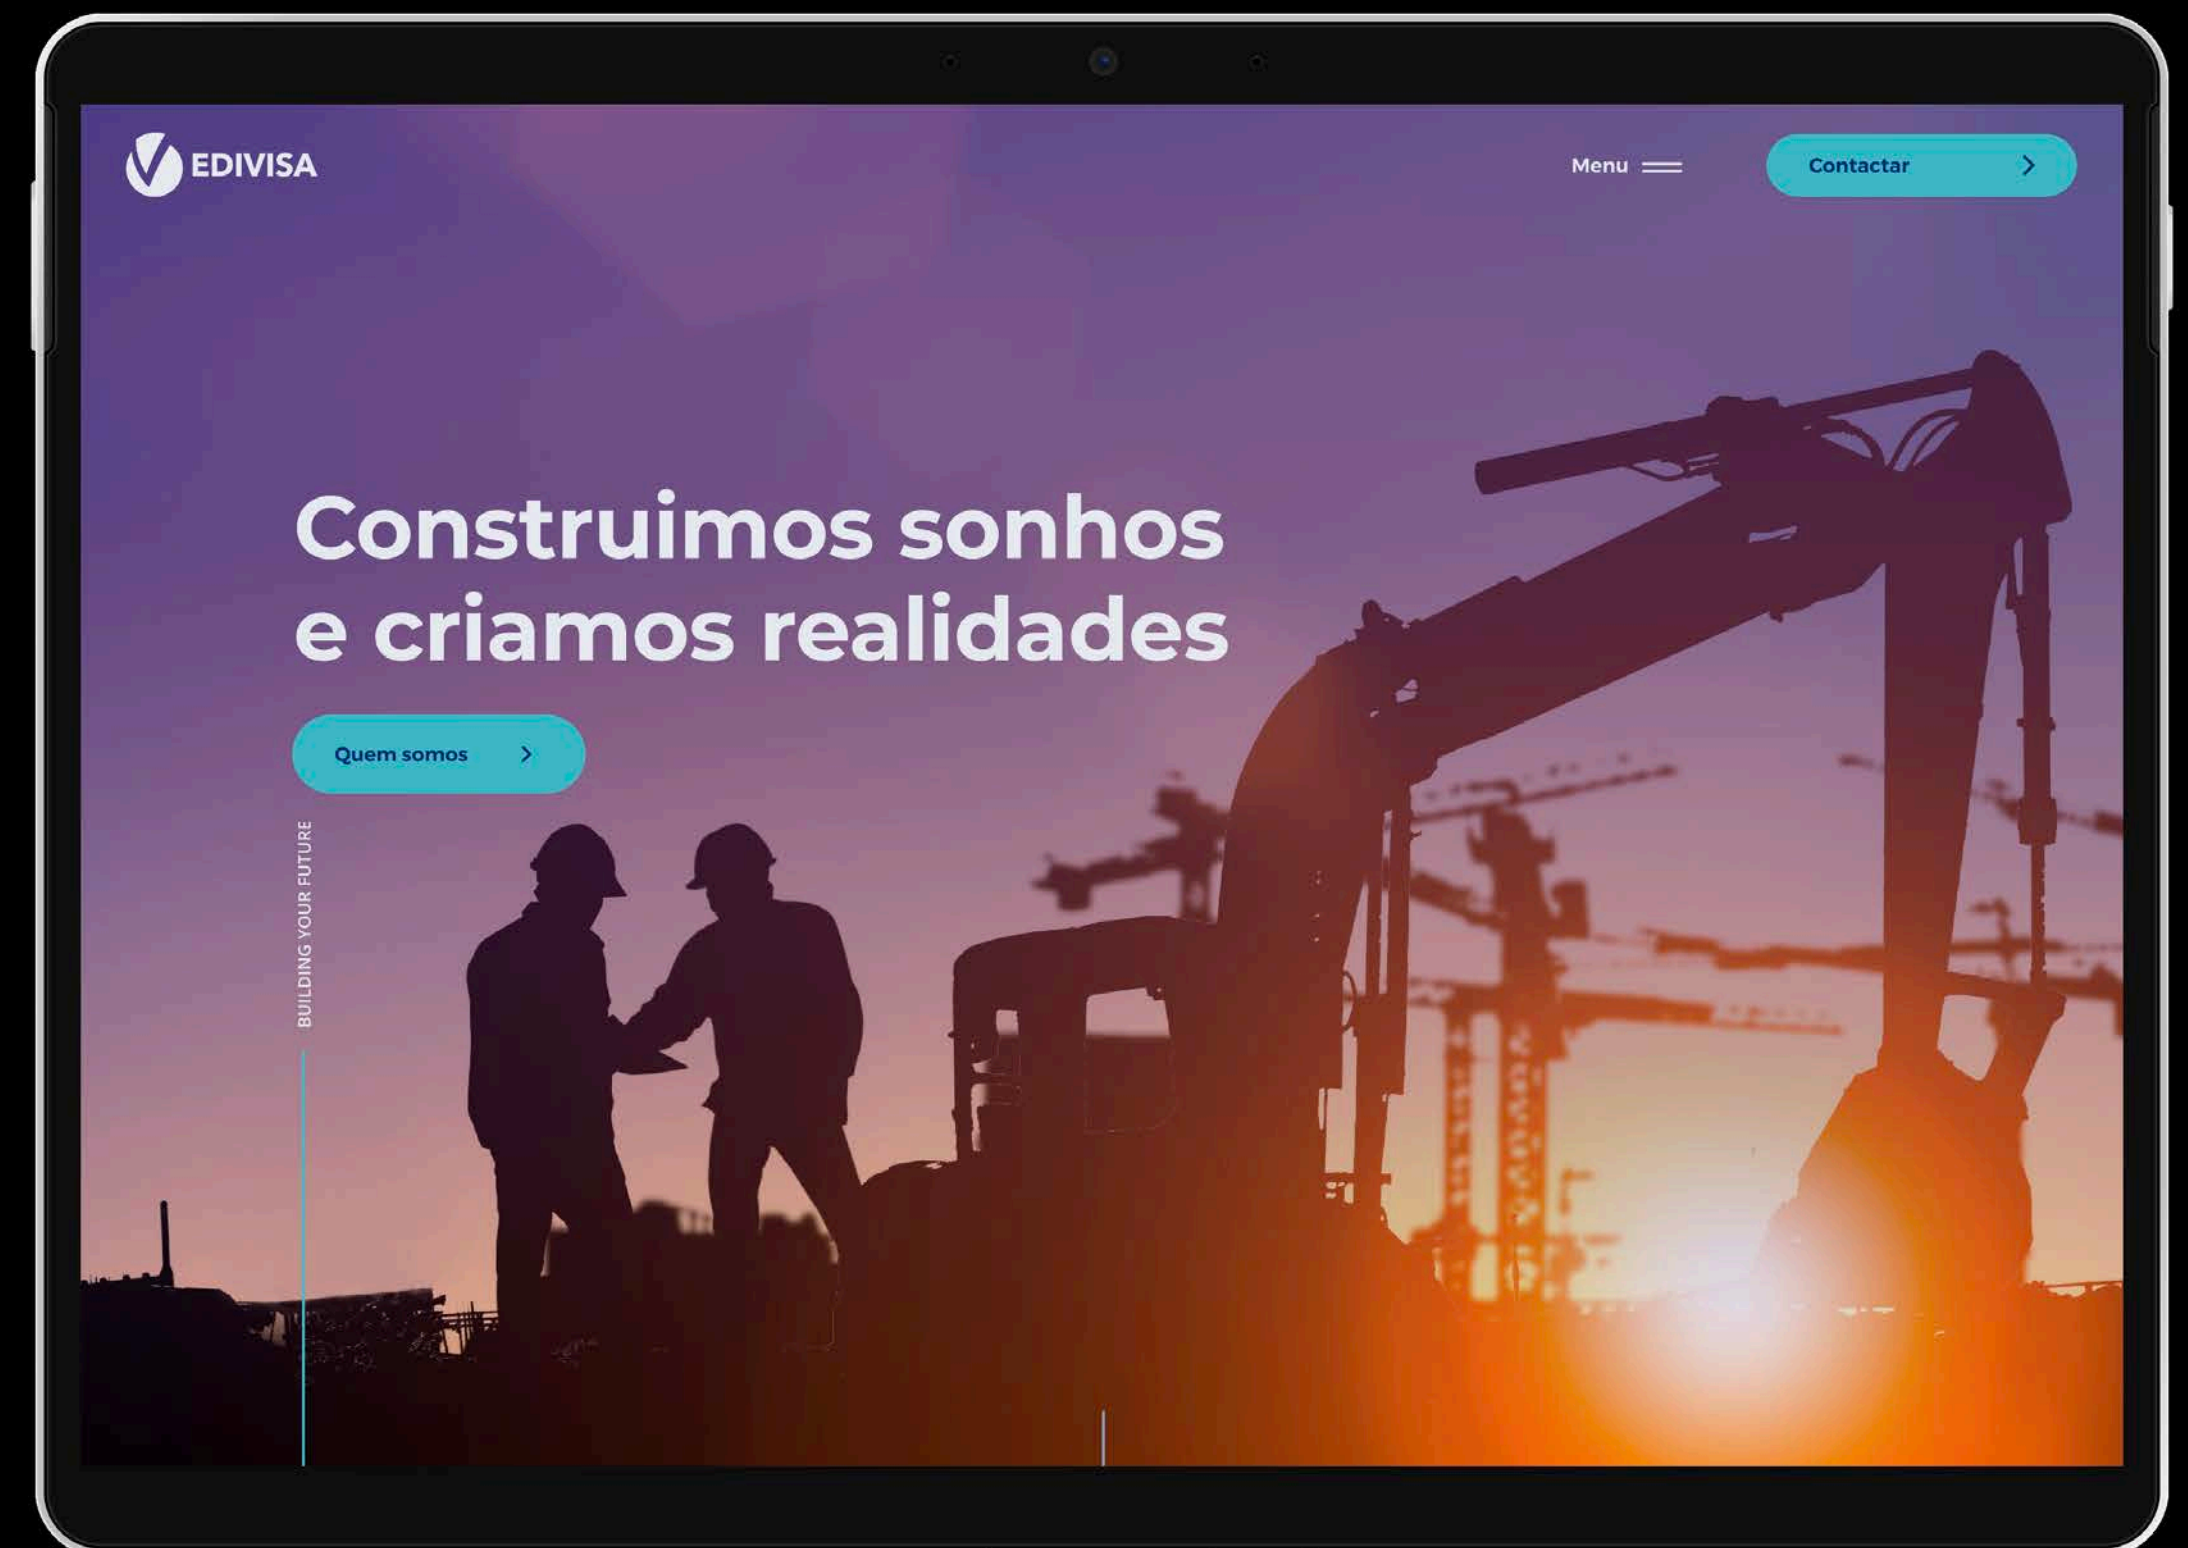 EDIVISA
Menu
Contactar
Construimos sonhos
e criamos realidades
Quem somos
BUILDING YOUR FUTURE